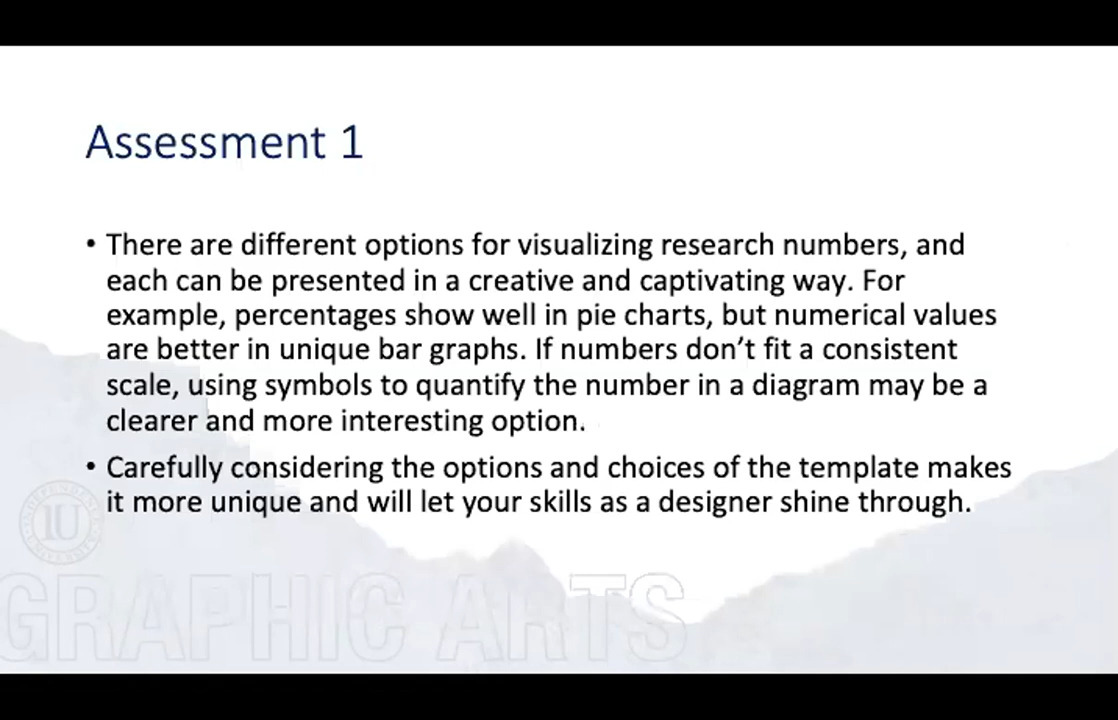 Assessment 1
• There are different options for visualizing research numbers, and
each can be presented in a creative and captivating way. For
example, percentages show well in pie charts, but numerical values
are better in unique bar graphs. If numbers don’t fit a consistent
scale, using symbols to quantify the number in a diagram may be a
clearer and more interesting option.
• Carefully considering the options and choices of the template makes
it more unique and will let your skills as a designer shine through.
INDEPENDENCE
IU
UNIVERSITY
GRAPHIC ARTS